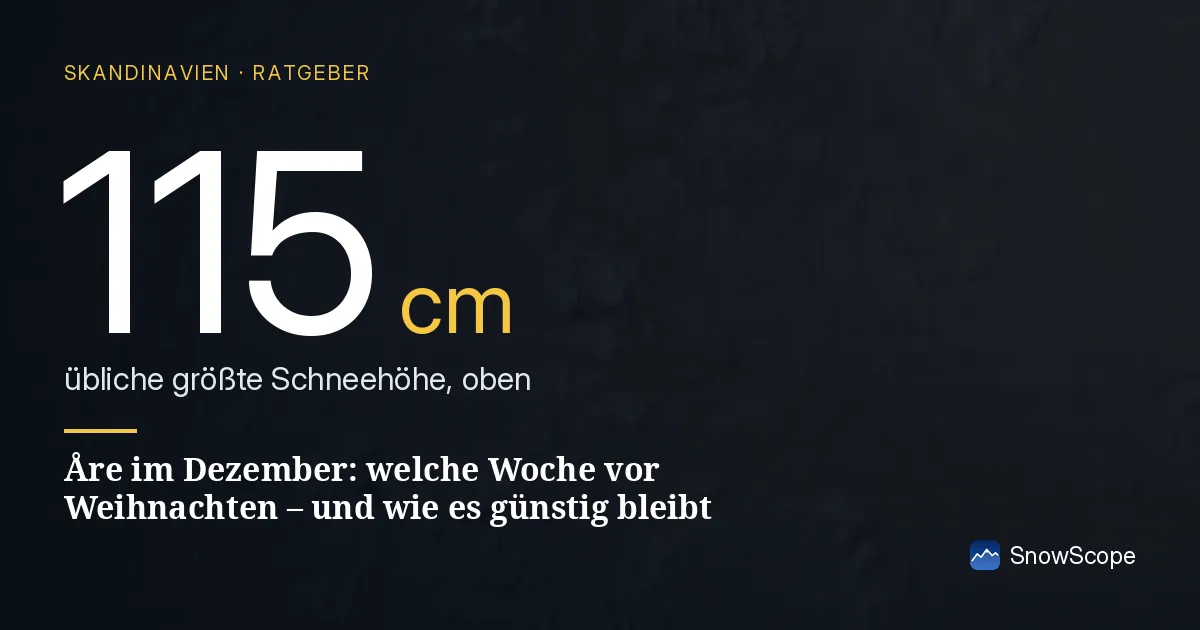 SKANDINAVIEN · RATGEBER
115 cm
übliche größte Schneehöhe, oben
Åre im Dezember: welche Woche vor
Weihnachten – und wie es günstig bleibt
SnowScope